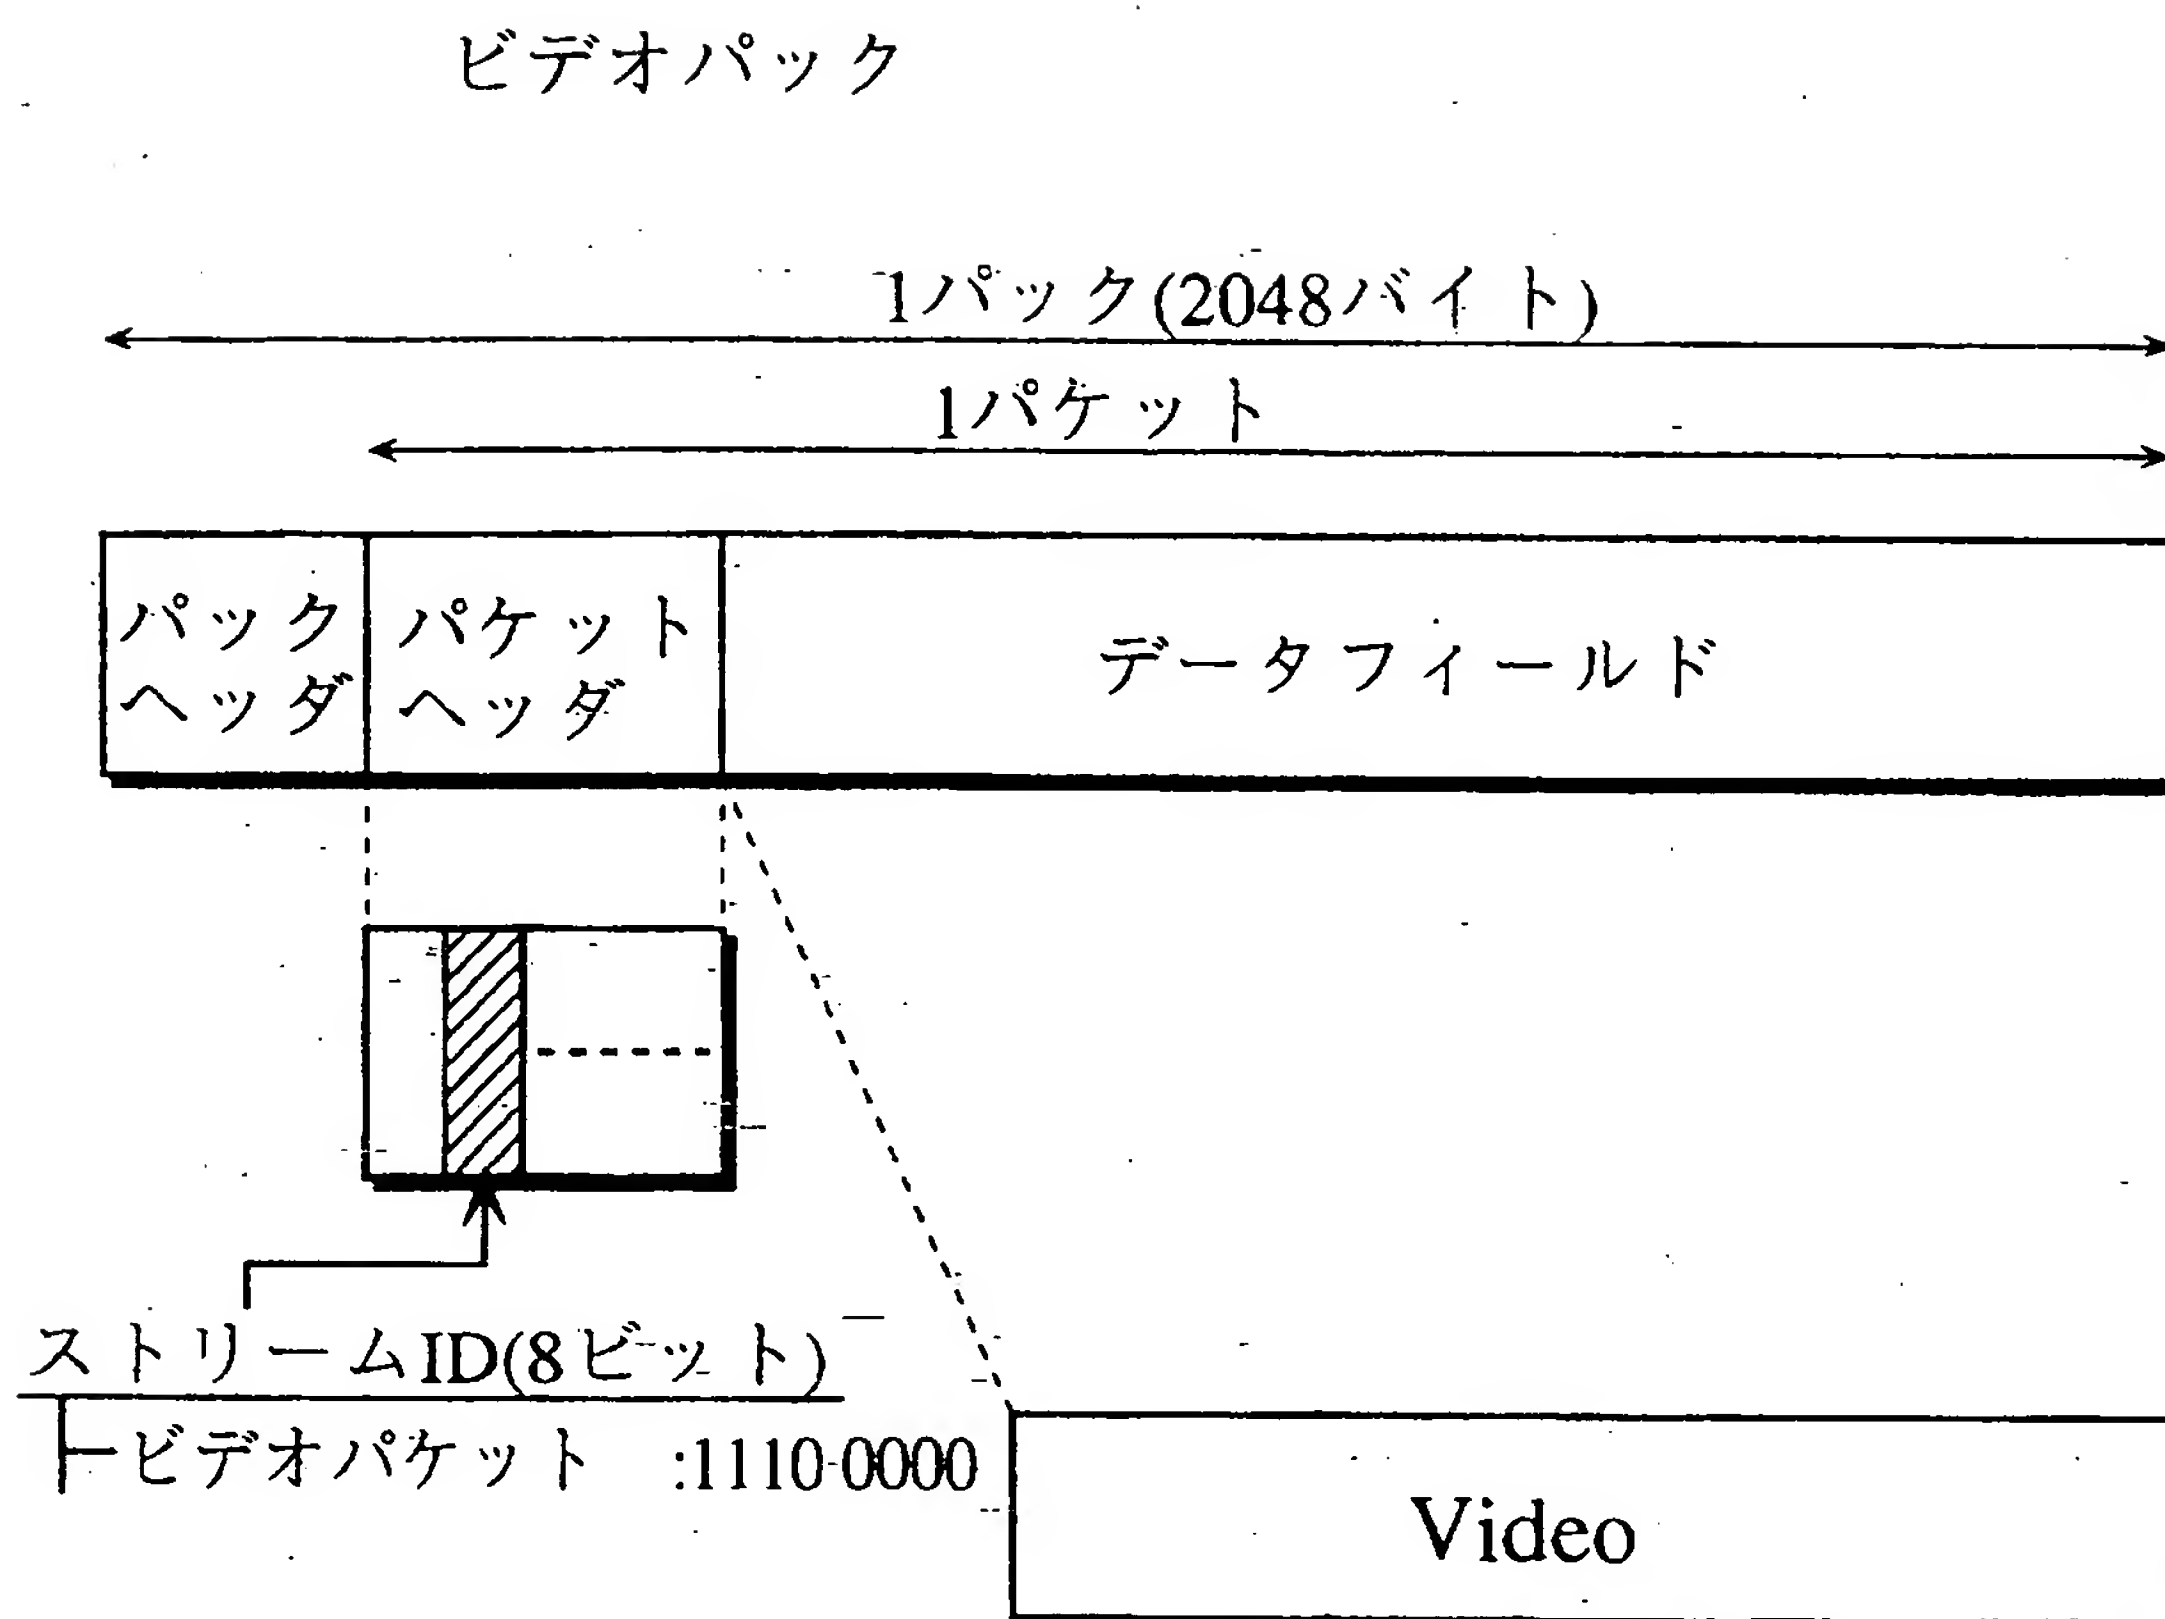 ビデオパック
1パック(2048バイト)
1パケット
パック
ヘッダ
パケット
ヘッダ
データフィールド
ストリームID(8ビット)
ビデオパケット :1110 0000
Video